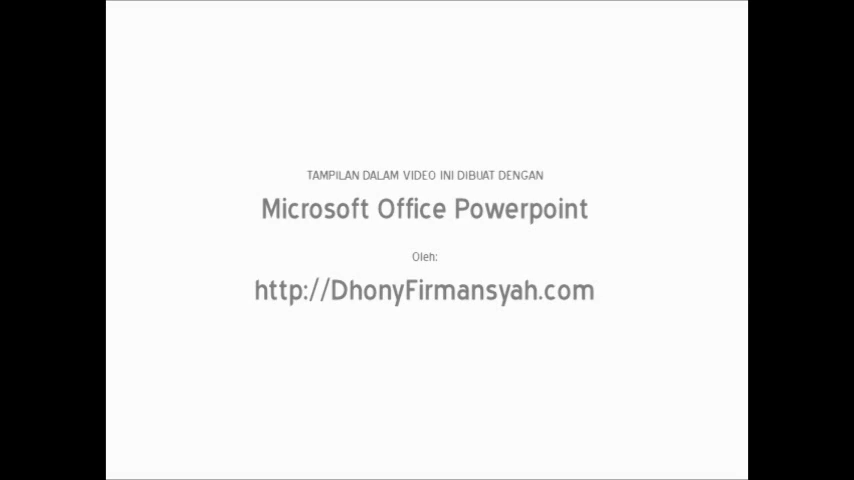 TAMPILAN DALAM VIDEO INI DIBUAT DENGAN
Microsoft Office Powerpoint
Oleh:
http://DhonyFirmansyah.com